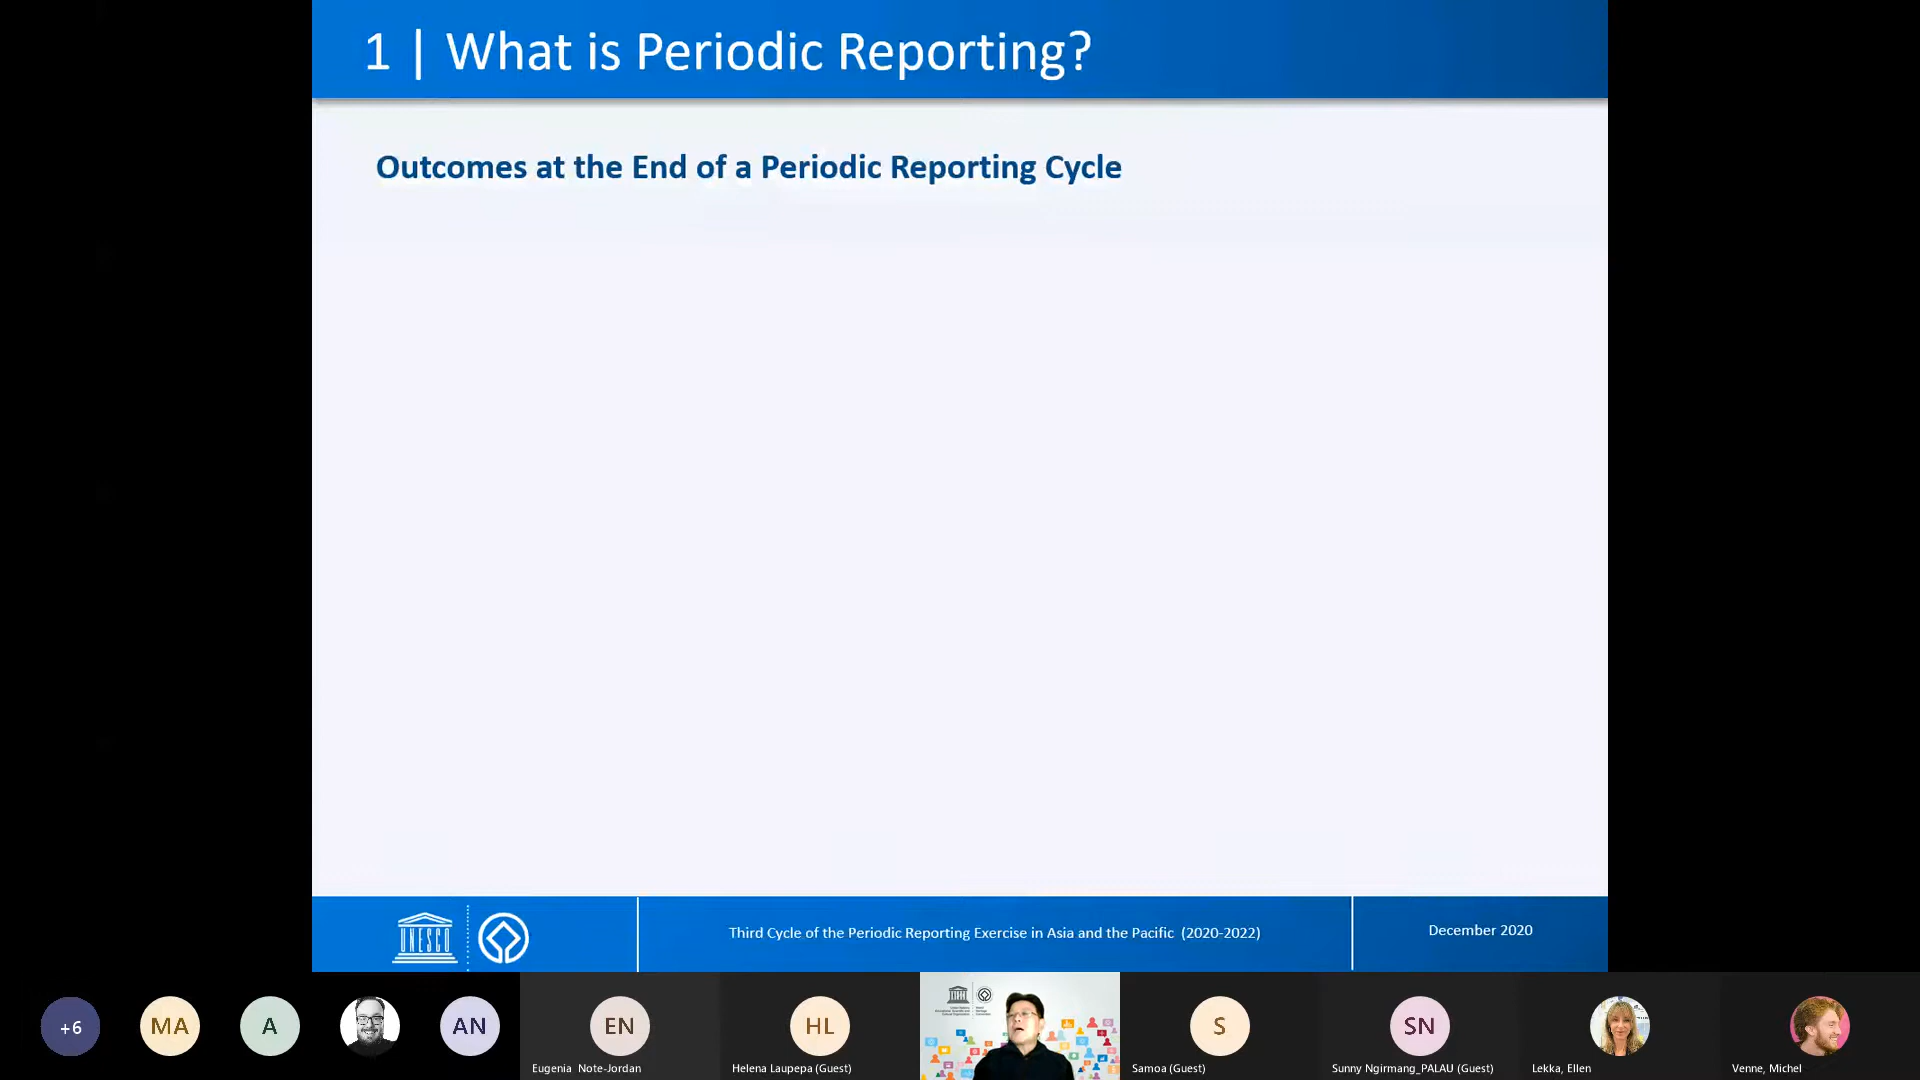 1 | What is Periodic Reporting?
Outcomes at the End of a Periodic Reporting Cycle
UNESCO
Third Cycle of the Periodic Reporting Exercise in Asia and the Pacific (2020-2022)
December 2020
+6
MA
A
AN
EN
HL
S
SN
Eugenia Note-Jordan
Helena Laupepa (Guest)
Samoa (Guest)
Sunny Ngirmang_PALAU (Guest)
Lekka, Ellen
Venne, Michel